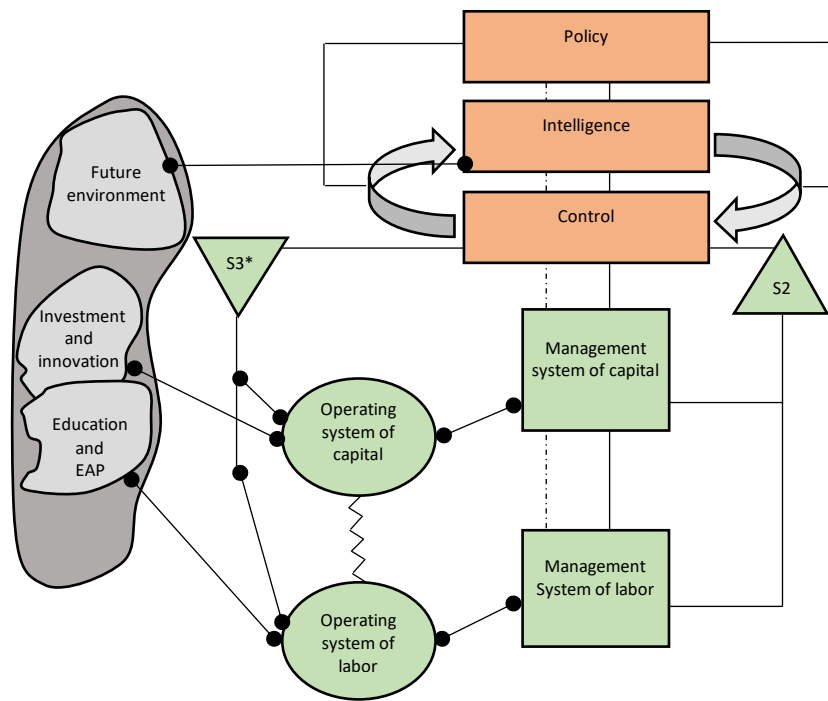 Policy
Intelligence
Future
environment
Control
S3*
S2
Investment
and
innovation
Management
system of capital
Operating
system of
capital
Education
and
EAP
Management
System of labor
Operating
system of
labor